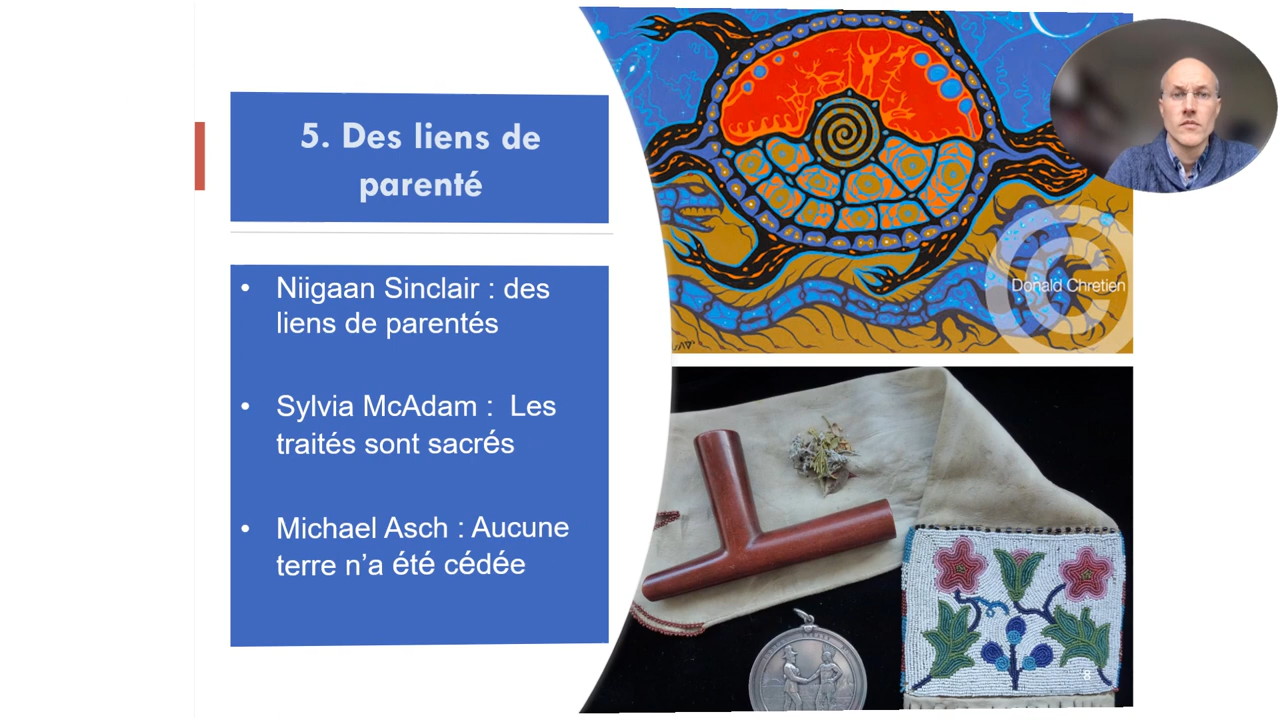 5. Des liens de
parenté
• Niigaan Sinclair : des
liens de parentés
• Sylvia McAdam :  Les
traités sont sacrés
• Michael Asch : Aucune
terre n'a été cédée
Donald Chretien
8